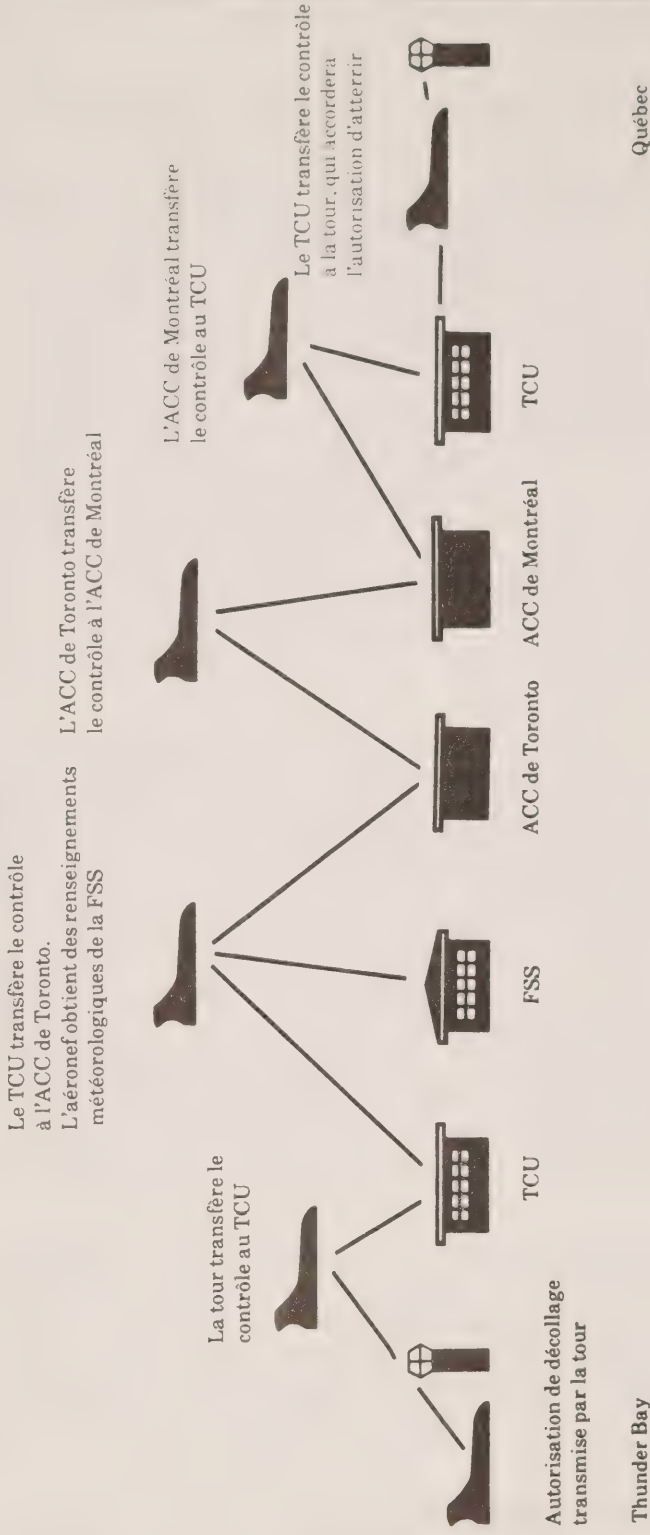 Le TCU transfère le contrôle
à l'ACC de Toronto.
L'aéronef obtient des renseignements
météorologiques de la FSS
L'ACC de Toronto transfère
le contrôle à l'ACC de Montréal
L'ACC de Montréal transfère
le contrôle au TCU
La tour transfère le
contrôle au TCU
Le TCU transfère le contrôle
à la tour, qui accordera
l'autorisation d'atterrir
Autorisation de décollage
transmise par la tour
TCU
FSS
ACC de Toronto
ACC de Montréal
TCU
Thunder Bay
Québec